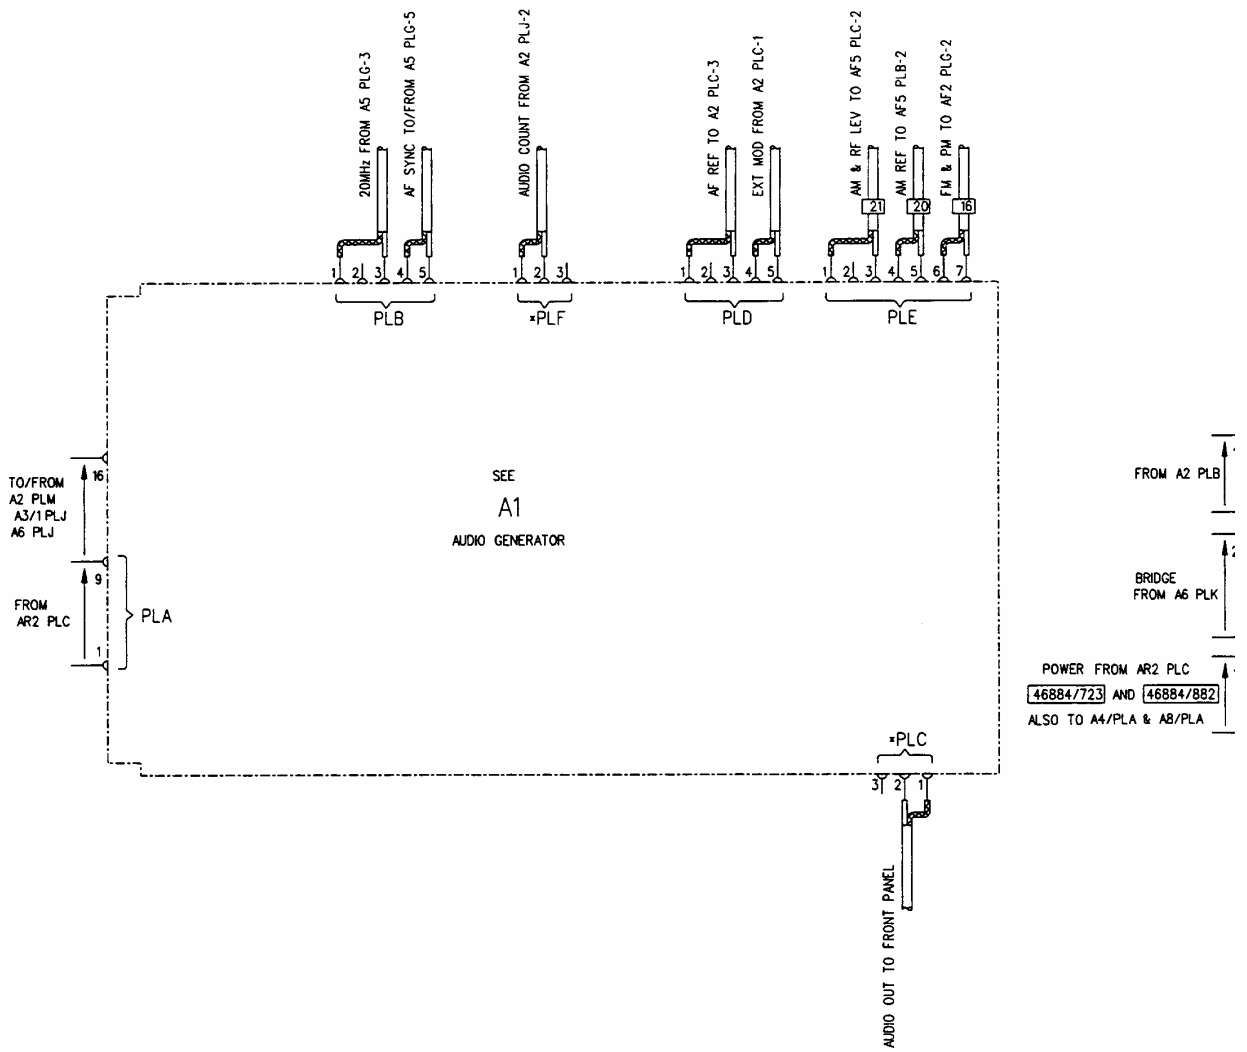 20MHz FROM A5 PLG-3
AF SYNC TO/FROM A5 PLG-5
AUDIO COUNT FROM A2 PLJ-2
AF REF TO A2 PLC-3
EXT MOD FROM A2 PLC-1
AM & RF LEV TO AF5 PLC-2
AM REF TO AF5 PLB-2
FM & PM TO AF2 PLG-2
21
20
16
1 2 3 4 5
1 2 3
1 2 3 4 5
1 2 3 4 5 6 7
PLB
*PLF
PLD
PLE
16
TO/FROM
A2 PLM
A3/1 PLJ
A6 PLJ
9
FROM
AR2 PLC
1
PLA
SEE
A1
AUDIO GENERATOR
FROM A2 PLB
2
BRIDGE
FROM A6 PLK
POWER FROM AR2 PLC
46884/723 AND 46884/882
ALSO TO A4/PLA & A8/PLA
*PLC
3 2 1
AUDIO OUT TO FRONT PANEL